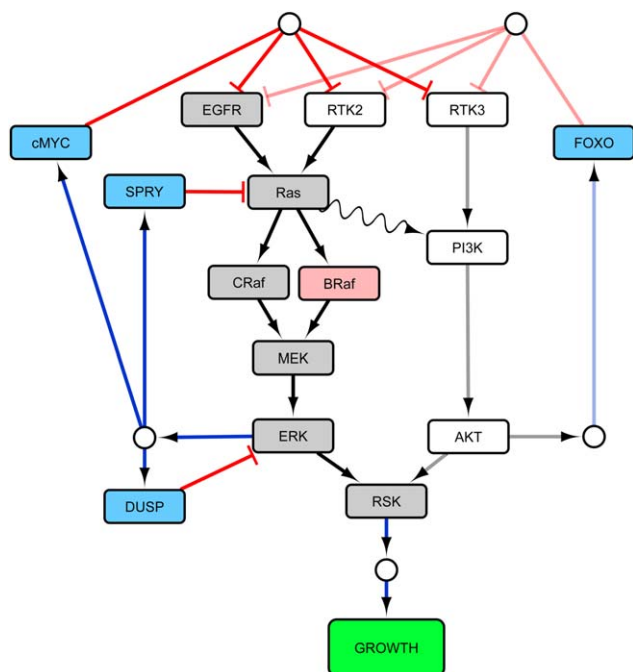 EGFR
RTK2
RTK3
cMYC
FOXO
SPRY
Ras
PI3K
CRaf
BRaf
MEK
ERK
AKT
DUSP
RSK
GROWTH